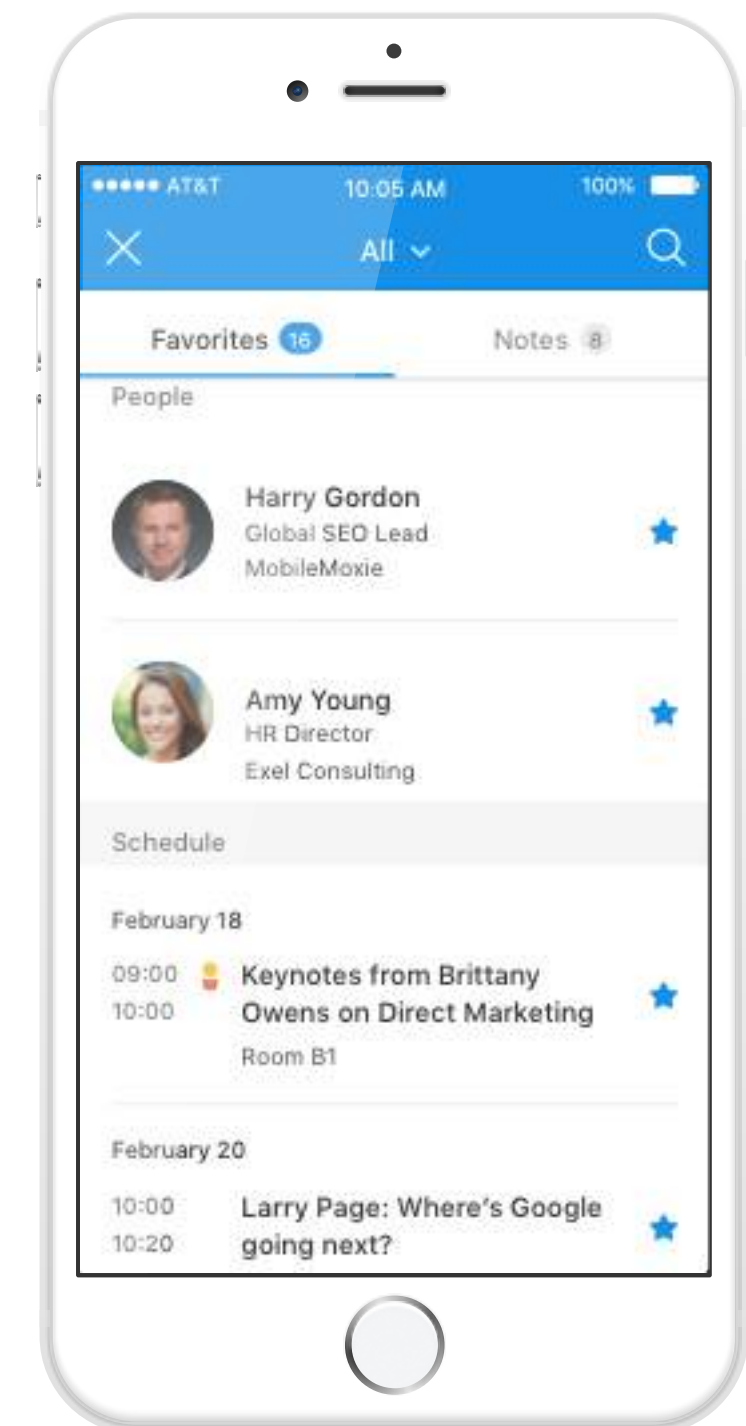 AT&T 10:05 AM 100%
All
Favorites 16 Notes 8
People
Harry Gordon
Global SEO Lead
MobileMoxie
Amy Young
HR Director
Exel Consulting
Schedule
February 18
09:00 Keynotes from Brittany
10:00 Owens on Direct Marketing
Room B1
February 20
10:00 Larry Page: Where's Google
10:20 going next?